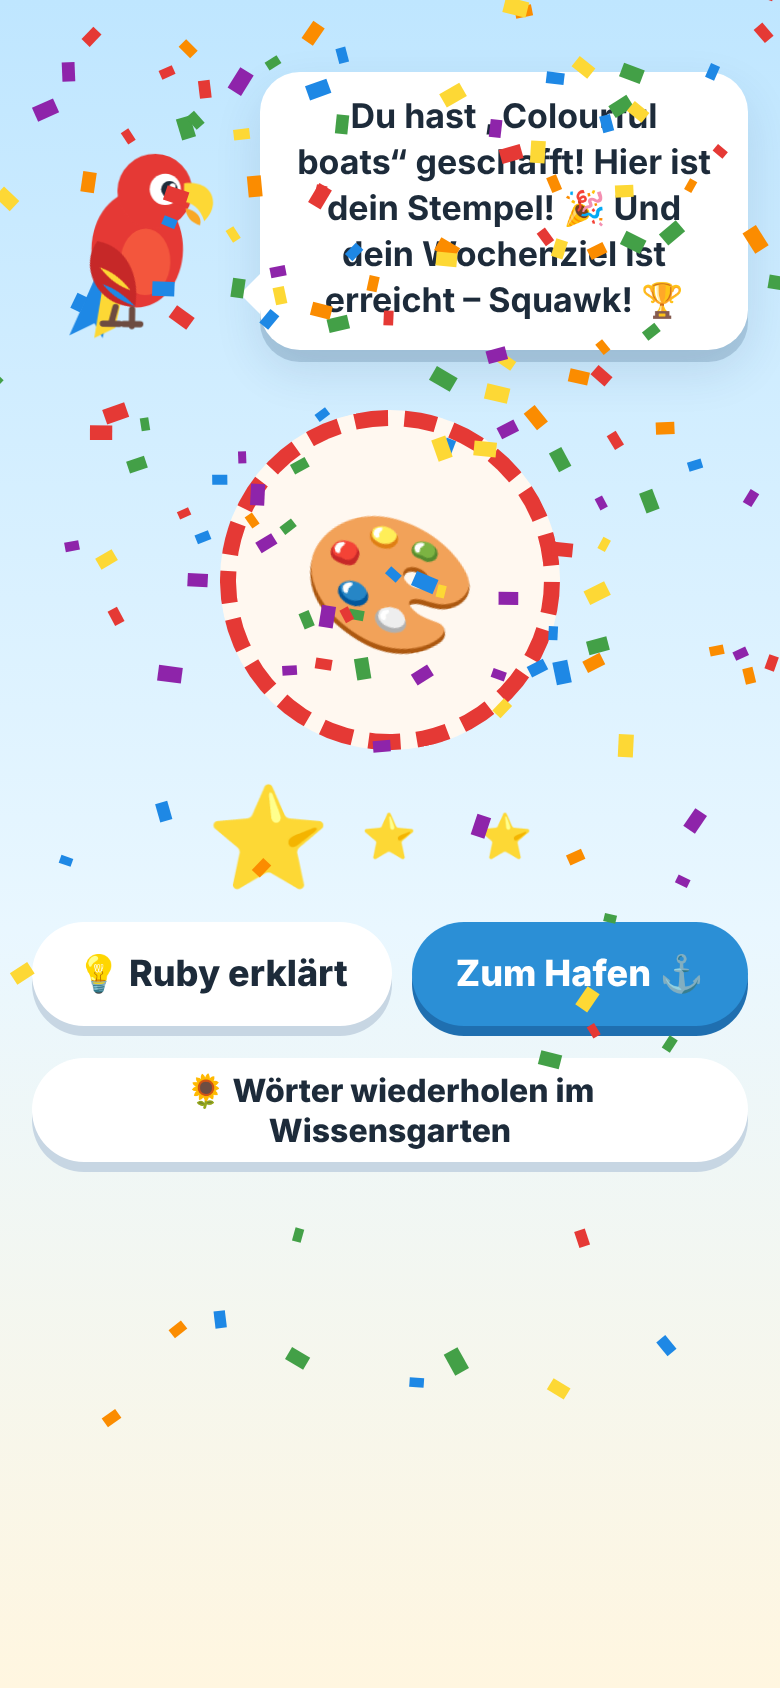 Du hast „Colourful
boats“ geschafft! Hier ist
dein Stempel! 🎉 Und
dein Wochenziel ist
erreicht – Squawk! 🏆
💡 Ruby erklärt
Zum Hafen ⚓
🌻 Wörter wiederholen im
Wissensgarten